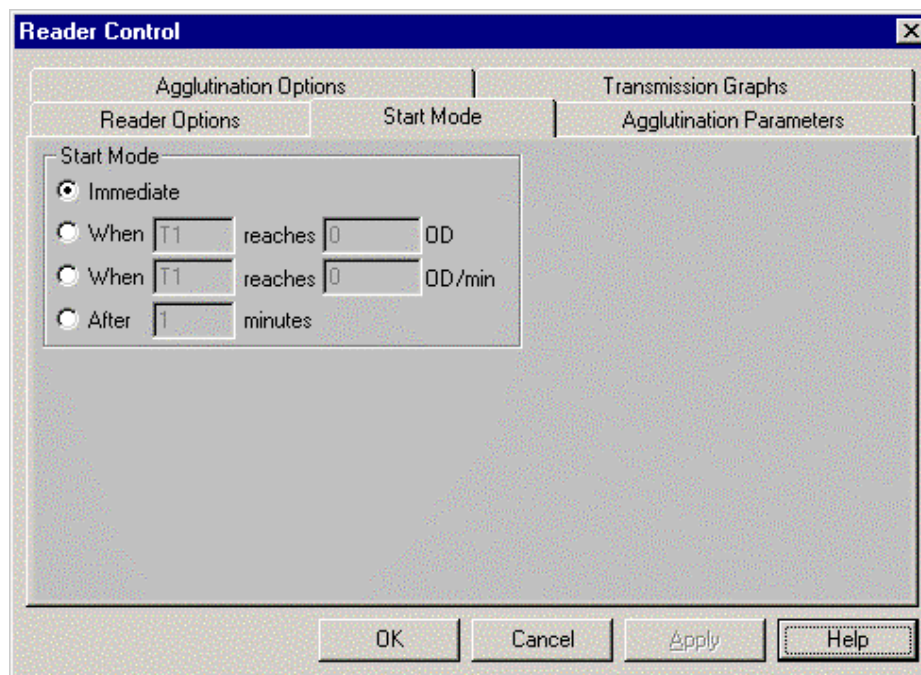 Reader Control
Agglutination Options Transmission Graphs
Reader Options Start Mode Agglutination Parameters
Start Mode
Immediate
When T1 reaches 0 OD
When T1 reaches 0 OD/min
After 1 minutes
OK Cancel Apply Help